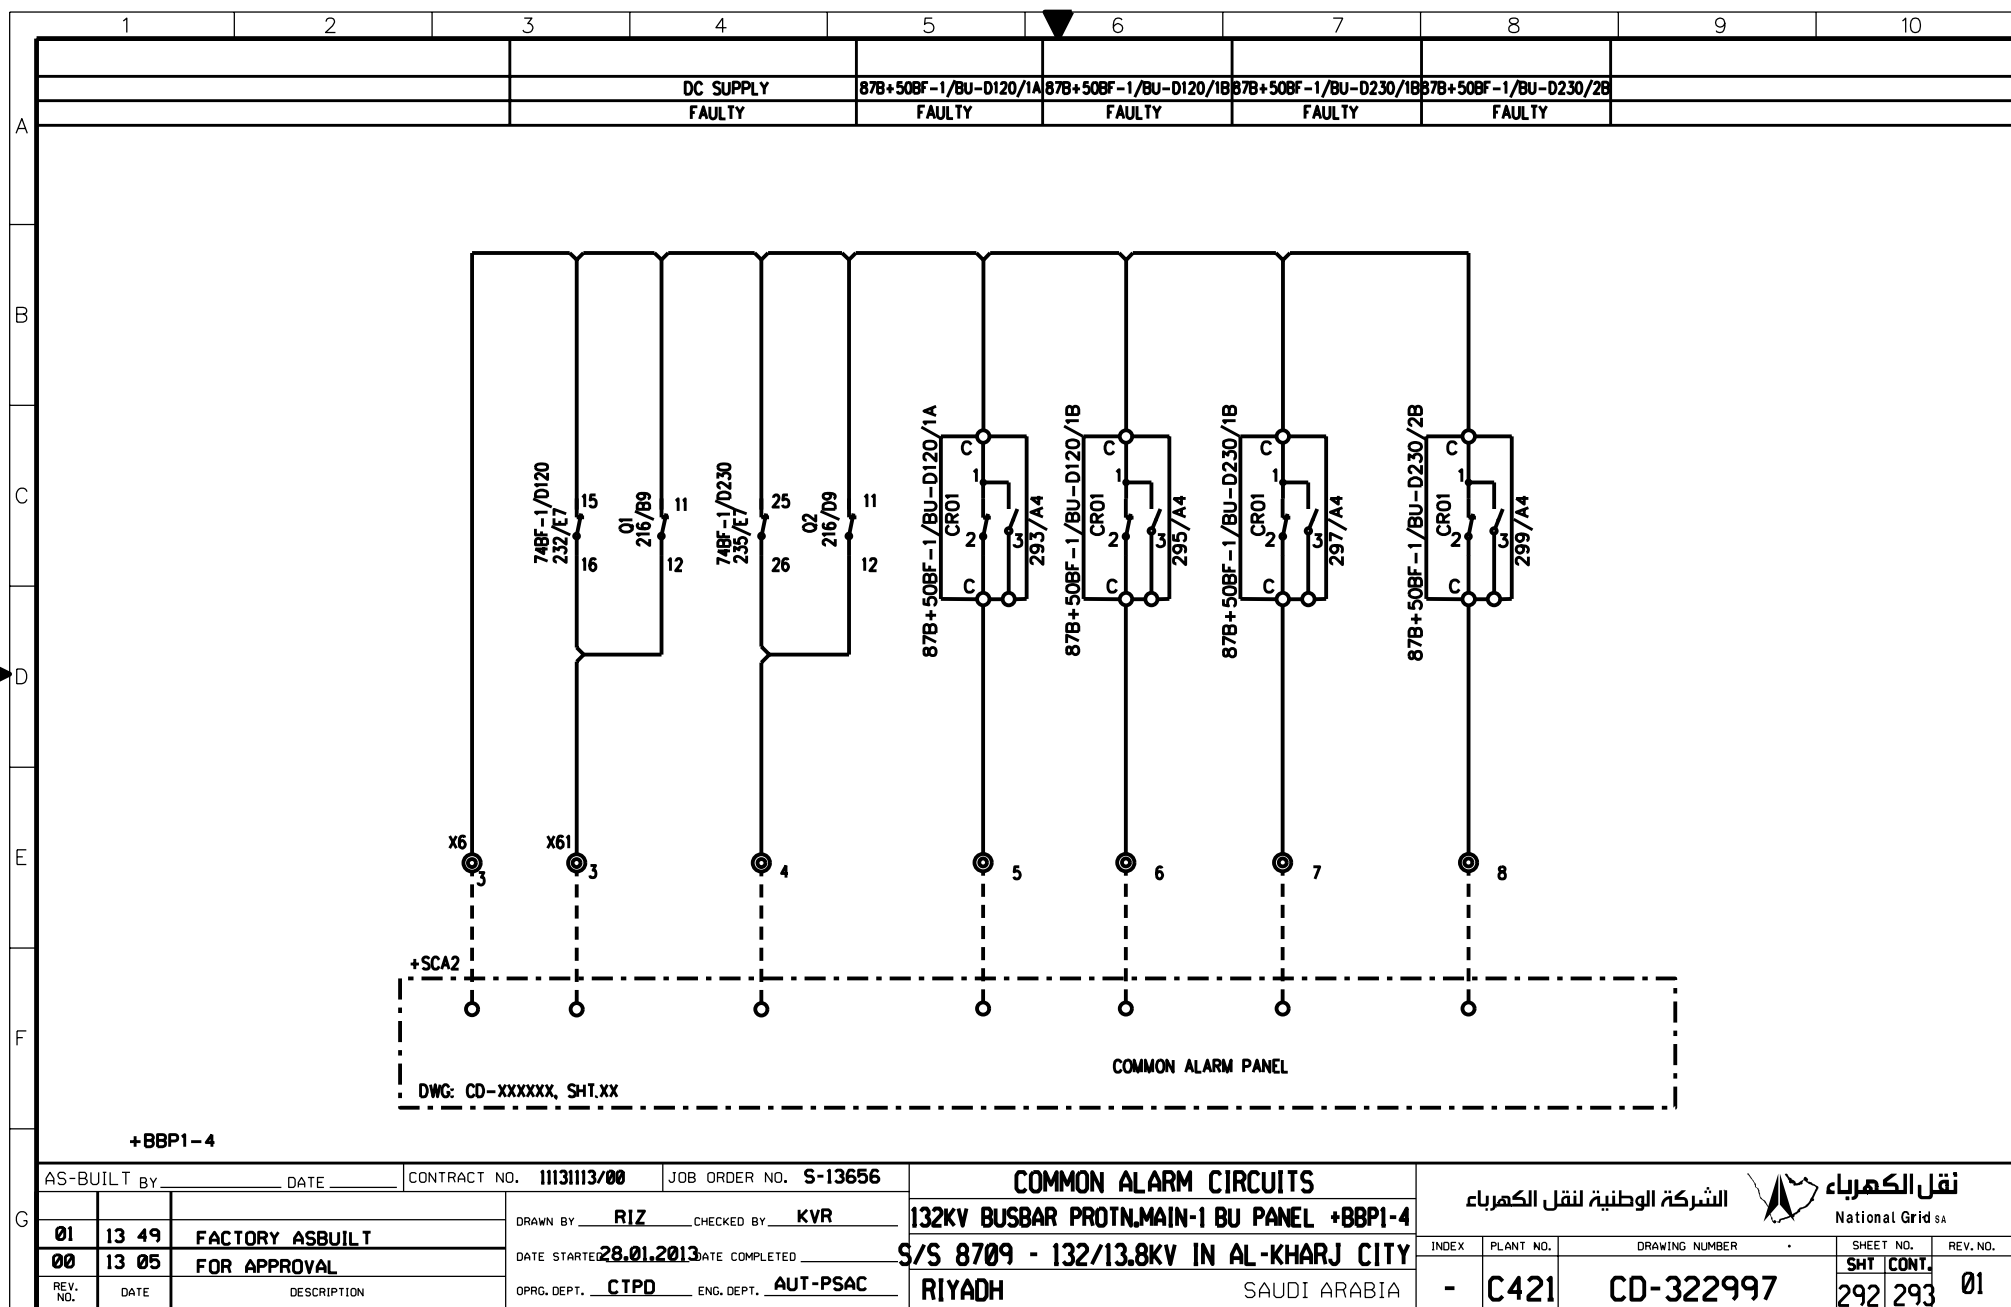 1 2 3 4 5 6 7 8 9 10
DC SUPPLY 87B+50BF-1/BU-D120/1A 87B+50BF-1/BU-D120/1B 87B+50BF-1/BU-D230/1B 87B+50BF-1/BU-D230/2B
FAULTY FAULTY FAULTY FAULTY FAULTY
A
B
C
D
E
F
G
74BF-1/D120
232/E7
15
16
Q1
216/B9
11
12
74BF-1/D230
235/E7
25
26
Q2
216/D9
11
12
87B+50BF-1/BU-D120/1A
CR01
C
1
2 3
C
293/A4
87B+50BF-1/BU-D120/1B
CR01
C
1
2 3
C
295/A4
87B+50BF-1/BU-D230/1B
CR01
C
1
2 3
C
297/A4
87B+50BF-1/BU-D230/2B
CR01
C
1
2 3
C
299/A4
X6 X61
3 3 4 5 6 7 8
+SCA2
COMMON ALARM PANEL
DWG: CD-XXXXXX, SHT.XX
+BBP1-4
AS-BUILT BY DATE
CONTRACT NO. 11131113/00
JOB ORDER NO. S-13656
01 13 49 FACTORY ASBUILT
00 13 05 FOR APPROVAL
REV. NO. DATE DESCRIPTION
DRAWN BY RIZ CHECKED BY KVR
DATE STARTED 28.01.2013 DATE COMPLETED
OPRG. DEPT. CTPD ENG. DEPT. AUT-PSAC
COMMON ALARM CIRCUITS
132KV BUSBAR PROTN.MAIN-1 BU PANEL +BBP1-4
S/S 8709 - 132/13.8KV IN AL-KHARJ CITY
RIYADH SAUDI ARABIA
الشركة الوطنية لنقل الكهرباء
نقل الكهرباء
National Grid SA
INDEX PLANT NO. DRAWING NUMBER SHEET NO. REV. NO.
SHT CONT.
- C421 CD-322997 292 293 01